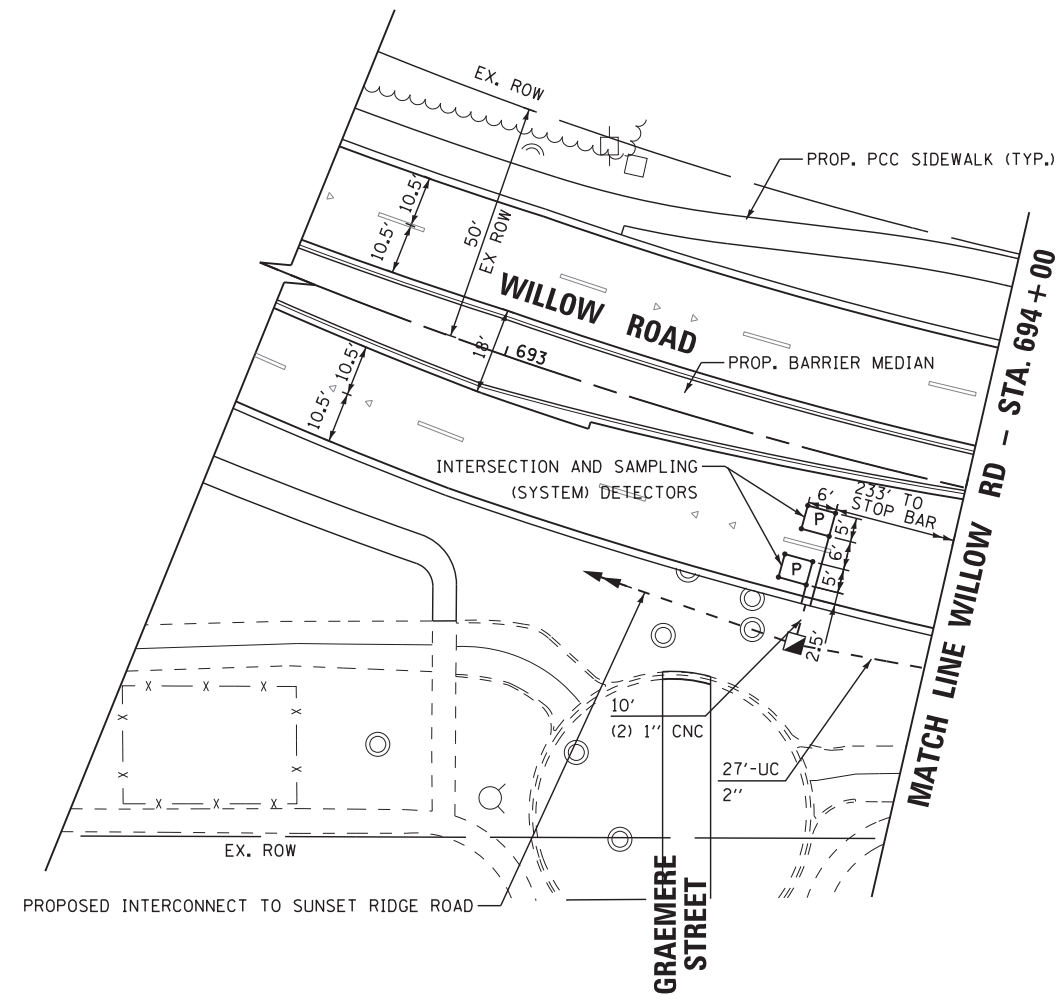 EX. ROW
PROP. PCC SIDEWALK (TYP.)
10.5'
10.5'
50'
EX ROW
WILLOW ROAD
18'
693
PROP. BARRIER MEDIAN
10.5'
10.5'
INTERSECTION AND SAMPLING
(SYSTEM) DETECTORS
6'
233' TO
STOP BAR
P
5'
6'
P
5'
2.5'
MATCH LINE WILLOW RD - STA. 694+00
10'
(2) 1" CNC
27'-UC
2"
X X X
X X
X X
X X X
EX. ROW
PROPOSED INTERCONNECT TO SUNSET RIDGE ROAD
GRAEMERE
STREET